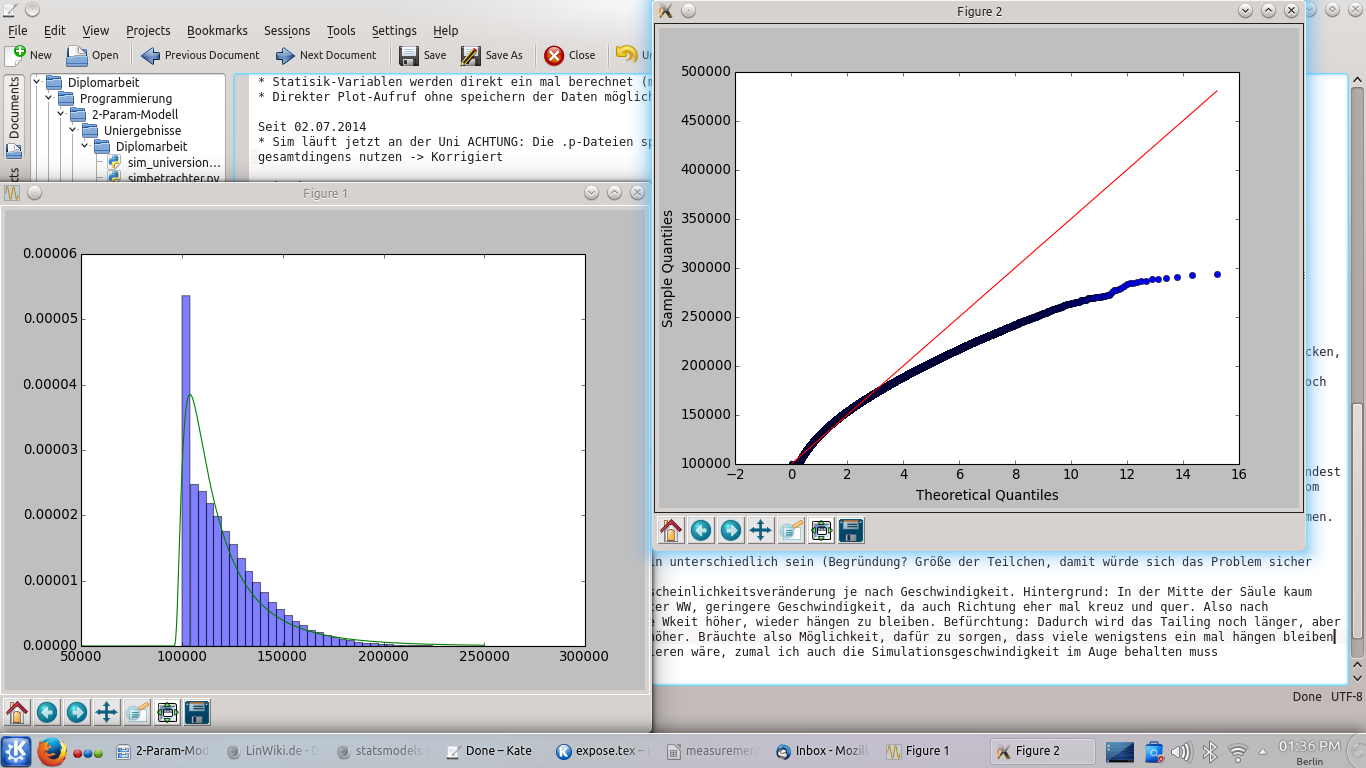 File Edit View Projects Bookmarks Sessions Tools Settings Help
New Open Previous Document Next Document Save Save As Close
Documents
Diplomarbeit
Programmierung
2-Param-Modell
Uniergebnisse
Diplomarbeit
sim_union...
simbetrachter.py
* Statisik-Variablen werden direkt ein mal berechnet
* Direkter Plot-Aufruf ohne speichern der Daten möglich
Seit 02.07.2014
* Sim läuft jetzt an der Uni ACHTUNG: Die .p-Dateien
gesamtdingens nutzen -> Korrigiert
Figure 1
0.00006
0.00005
0.00004
0.00003
0.00002
0.00001
0.00000
50000 100000 150000 200000 250000 300000
Figure 2
500000
450000
400000
350000
300000
250000
200000
150000
100000
Sample Quantiles
−2 0 2 4 6 8 10 12 14 16
Theoretical Quantiles
cken,
och
ndest
om
men.
unterschiedlich sein (Begründung? Größe der Teilchen, damit würde sich das Problem sicher
scheinlichkeitsveränderung je nach Geschwindigkeit. Hintergrund: In der Mitte der Säule kaum
WW, geringere Geschwindigkeit, da auch Richtung eher mal kreuz und quer. Also nach
Wkeit höher, wieder hängen zu bleiben. Befürchtung: Dadurch wird das Tailing noch länger, aber
höher. Bräuchte also Möglichkeit, dafür zu sorgen, dass viele wenigstens ein mal hängen bleiben
ieren wäre, zumal ich auch die Simulationsgeschwindigkeit im Auge behalten muss
Done UTF-8
2-Param-Mod LinWiki.de - D statsmodels. Done – Kate expose.tex – measurement Inbox - Mozill Figure 1 Figure 2 01:36 PM
Berlin